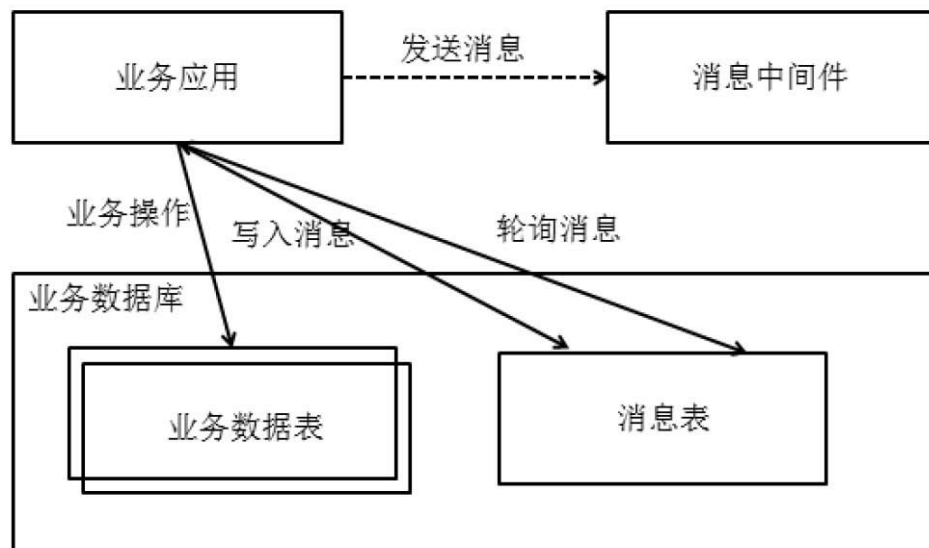 业务应用
发送消息
消息中间件
业务操作
写入消息
轮询消息
业务数据库
业务数据表
消息表